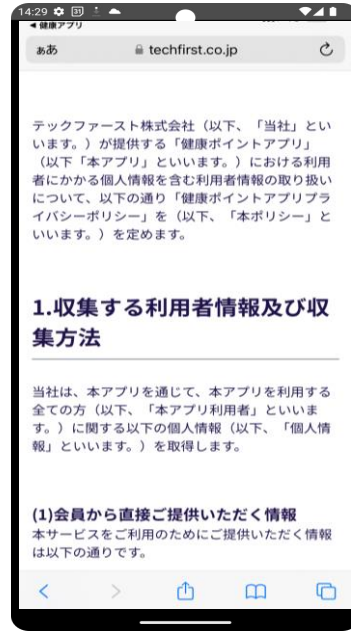 14:29
31
◀ 健康アプリ
ああ
techfirst.co.jp
テックファースト株式会社（以下、「当社」とい
います。）が提供する「健康ポイントアプリ」
（以下「本アプリ」といいます。）における利用
者にかかる個人情報を含む利用者情報の取り扱い
について、以下の通り「健康ポイントアプリプラ
イバシーポリシー」を（以下、「本ポリシー」と
いいます。）を定めます。
1.収集する利用者情報及び収
集方法
当社は、本アプリを通じて、本アプリを利用する
全ての方（以下、「本アプリ利用者」といいま
す。）に関する以下の個人情報（以下、「個人情
報」といいます。）を取得します。
(1)会員から直接ご提供いただく情報
本サービスをご利用のためにご提供いただく情報
は以下の通りです。